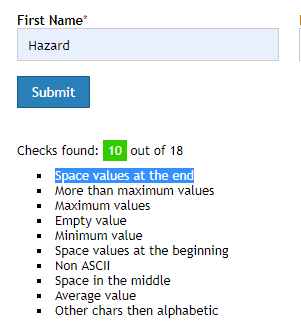 First Name*
Hazard
Submit
Checks found: 10 out of 18
Space values at the end
More than maximum values
Maximum values
Empty value
Minimum value
Space values at the beginning
Non ASCII
Space in the middle
Average value
Other chars then alphabetic